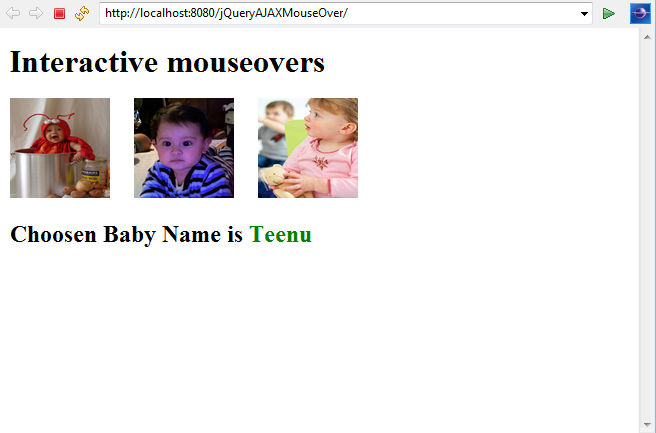 http://localhost:8080/jQueryAJAXMouseOver/
Interactive mouseovers
Choosen Baby Name is Teenu